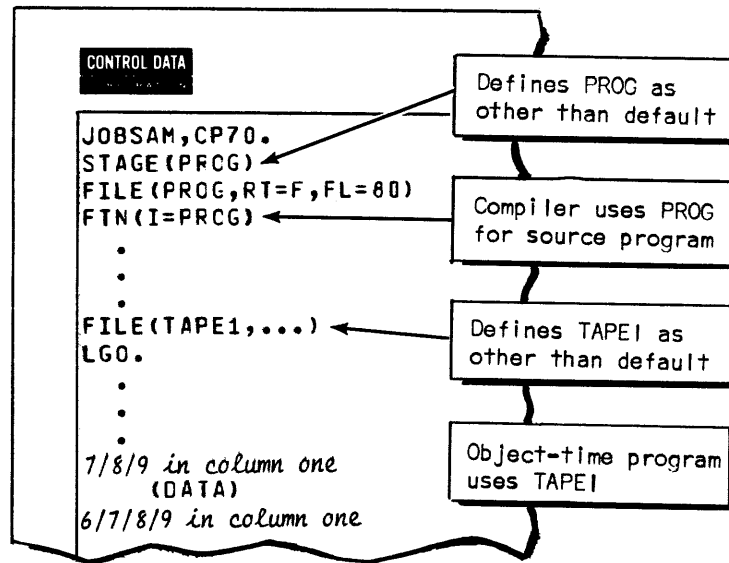 CONTROL DATA
JOBSAM,CP70.
STAGE(PROG)
FILE(PROG,RT=F,FL=80)
FTN(I=PROG)
.
.
.
FILE(TAPE1,...)
LGO.
.
.
.
7/8/9 in column one
(DATA)
6/7/8/9 in column one
Defines PROG as
other than default
Compiler uses PROG
for source program
Defines TAPE1 as
other than default
Object-time program
uses TAPE1